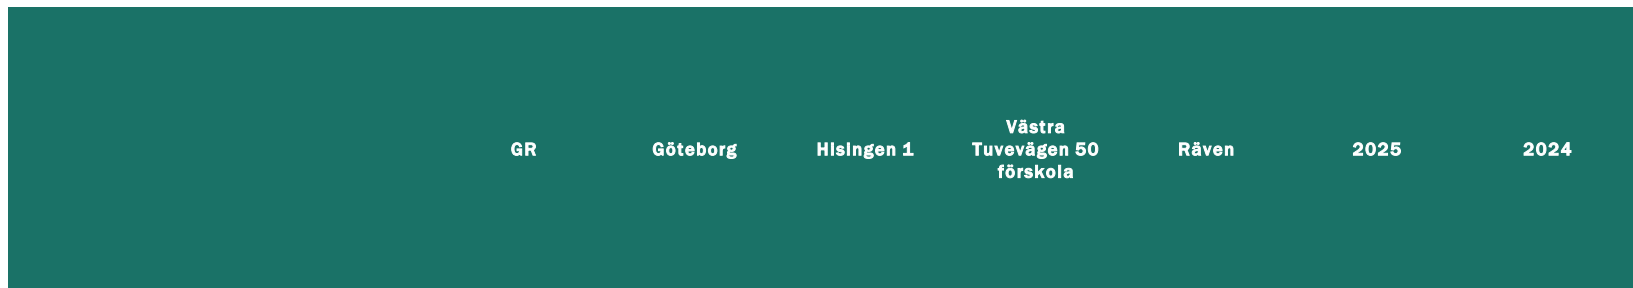 GR
Göteborg
Hisingen 1
Västra
Tuvevägen 50
förskola
Räven
2025
2024